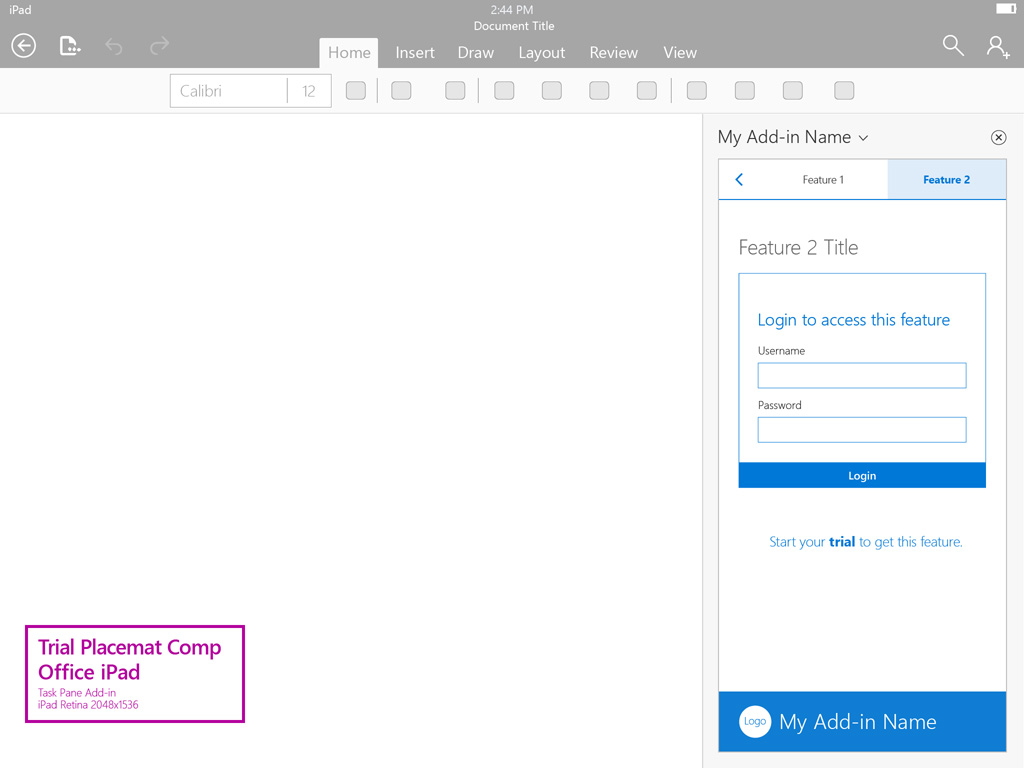 iPad
2:44 PM
Document Title
Home Insert Draw Layout Review View
Calibri 12
My Add-in Name
Feature 1 Feature 2
Feature 2 Title
Login to access this feature
Username
Password
Login
Start your trial to get this feature.
Trial Placemat Comp
Office iPad
Task Pane Add-in
iPad Retina 2048x1536
Logo My Add-in Name